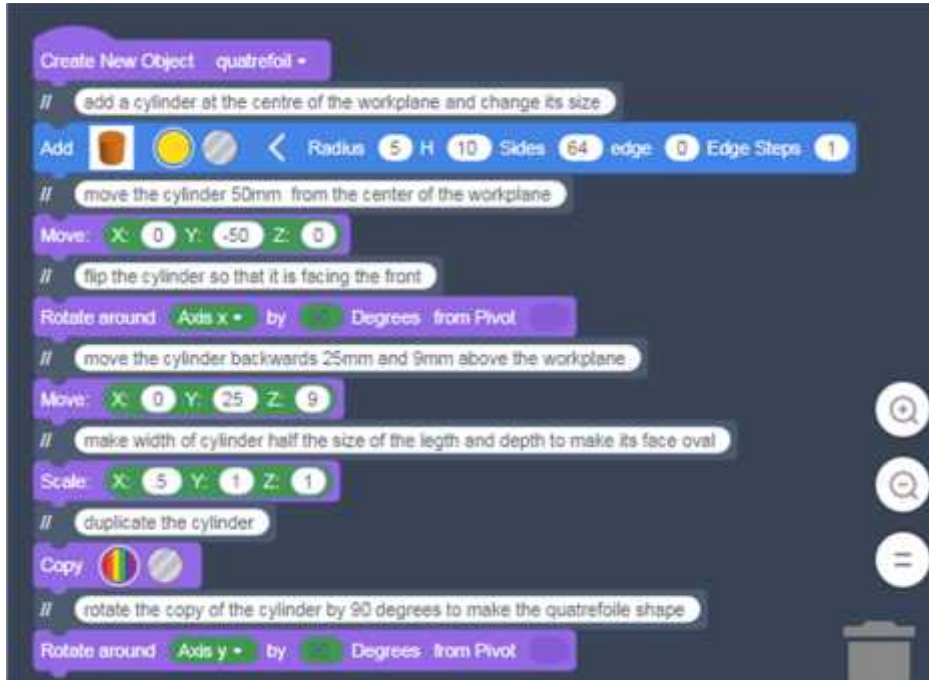 Create New Object quatrefoil
// add a cylinder at the centre of the workplane and change its size
Add Radius 5 H 10 Sides 64 edge 0 Edge Steps 1
// move the cylinder 50mm from the center of the workplane
Move: X: 0 Y: -50 Z: 0
// flip the cylinder so that it is facing the front
Rotate around Axis x by Degrees from Pivot
// move the cylinder backwards 25mm and 9mm above the workplane
Move: X: 0 Y: 25 Z: 9
// make width of cylinder half the size of the legth and depth to make its face oval
Scale: X: .5 Y: 1 Z: 1
// duplicate the cylinder
Copy
// rotate the copy of the cylinder by 90 degrees to make the quatrefoile shape
Rotate around Axis y by Degrees from Pivot